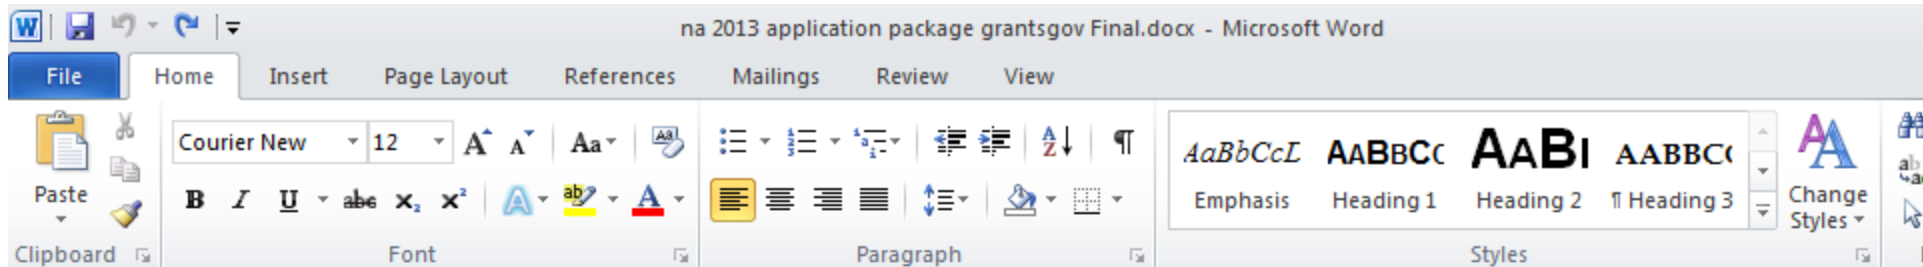 na 2013 application package grantsgov Final.docx - Microsoft Word
File Home Insert Page Layout References Mailings Review View
Courier New 12 A A Aa
AaBbCcL AABBCC AABI AABBCC
Paste
B I U abc x₂ x² A ab A
Emphasis Heading 1 Heading 2 ¶ Heading 3
Change
Styles
Clipboard Font Paragraph Styles